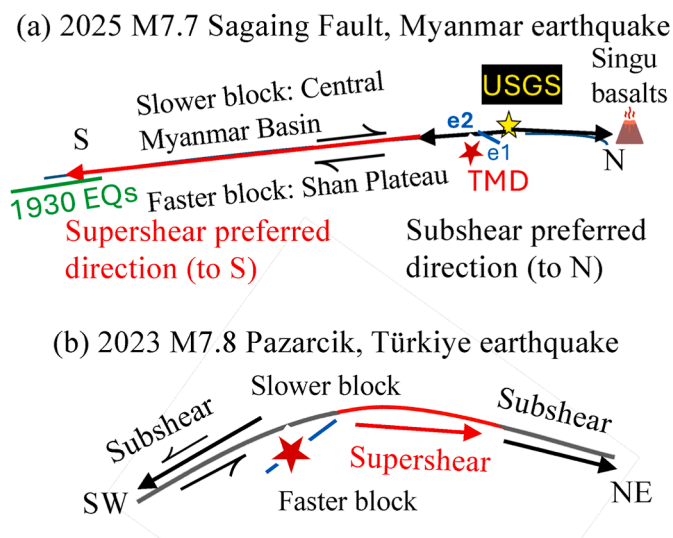 (a) 2025 M7.7 Sagaing Fault, Myanmar earthquake
Singu
basalts
USGS
Slower block: Central
Myanmar Basin
S
e2
e1
N
TMD
1930 EQs
Faster block: Shan Plateau
Supershear preferred
direction (to S)
Subshear preferred
direction (to N)
(b) 2023 M7.8 Pazarcik, Türkiye earthquake
Slower block
Subshear
Subshear
Supershear
SW
NE
Faster block